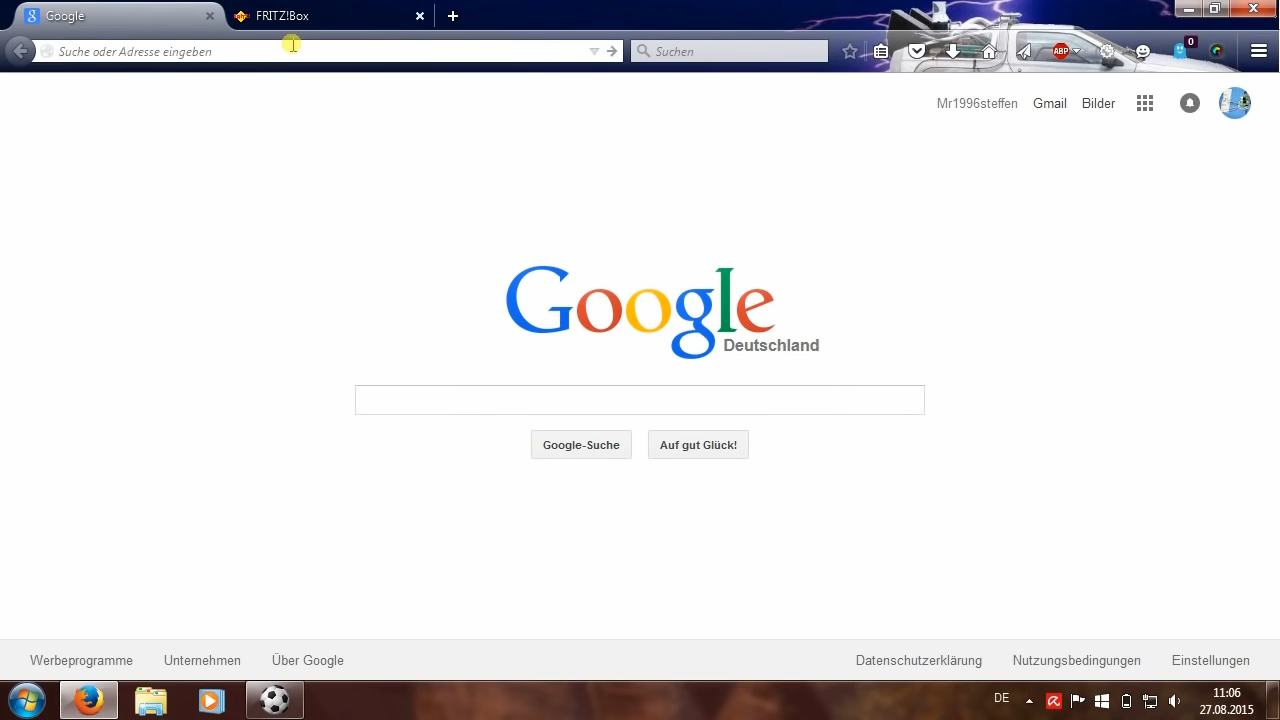 Google
FRITZ!Box
Suche oder Adresse eingeben
Suchen
ABP
0
Mr1996steffen
Gmail
Bilder
Google
Deutschland
Google-Suche
Auf gut Glück!
Werbeprogramme
Unternehmen
Über Google
Datenschutzerklärung
Nutzungsbedingungen
Einstellungen
DE
11:06
27.08.2015